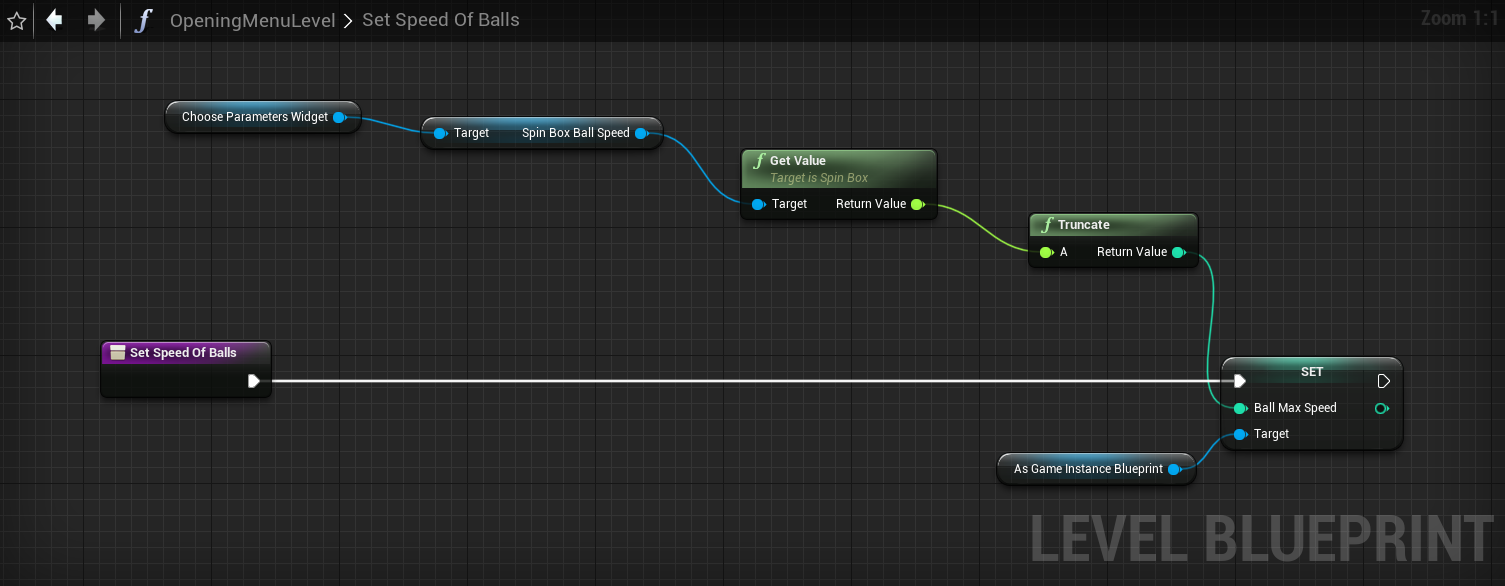 OpeningMenuLevel > Set Speed Of Balls
Zoom 1:1
Choose Parameters Widget
Target Spin Box Ball Speed
f Get Value
Target is Spin Box
Target Return Value
f Truncate
A Return Value
Set Speed Of Balls
SET
Ball Max Speed
Target
As Game Instance Blueprint
LEVEL BLUEPRINT